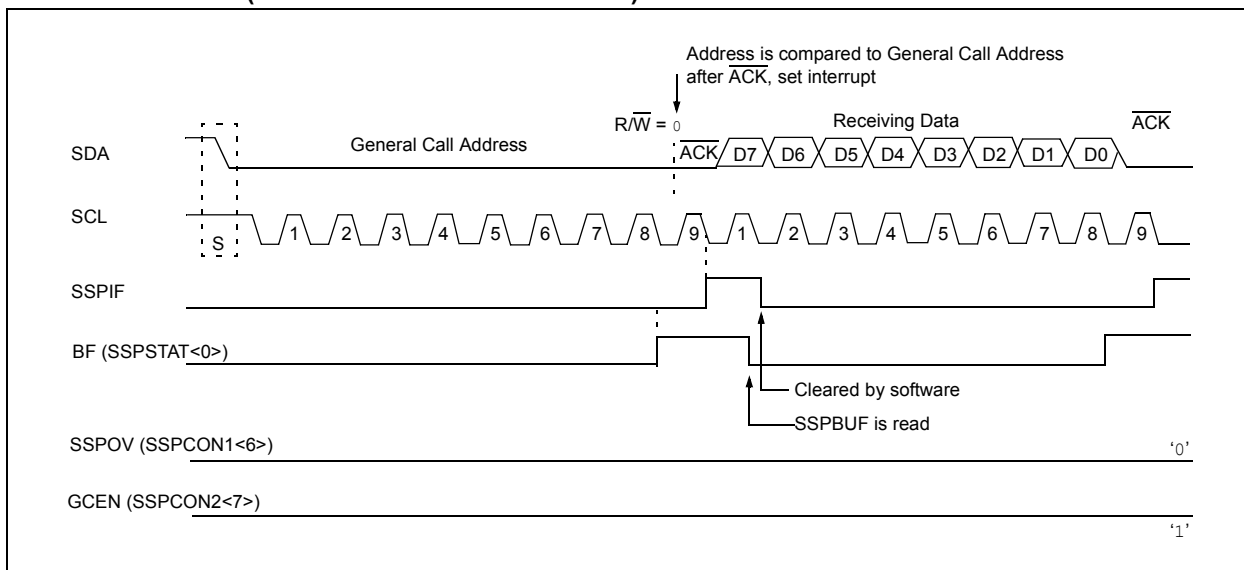 Address is compared to General Call Address
after ACK, set interrupt
R/W = 0
Receiving Data
ACK
SDA
General Call Address
ACK
D7 D6 D5 D4 D3 D2 D1 D0
SCL
S
1 2 3 4 5 6 7 8 9 1 2 3 4 5 6 7 8 9
SSPIF
BF (SSPSTAT<0>)
Cleared by software
SSPBUF is read
SSPOV (SSPCON1<6>)
‘0’
GCEN (SSPCON2<7>)
‘1’